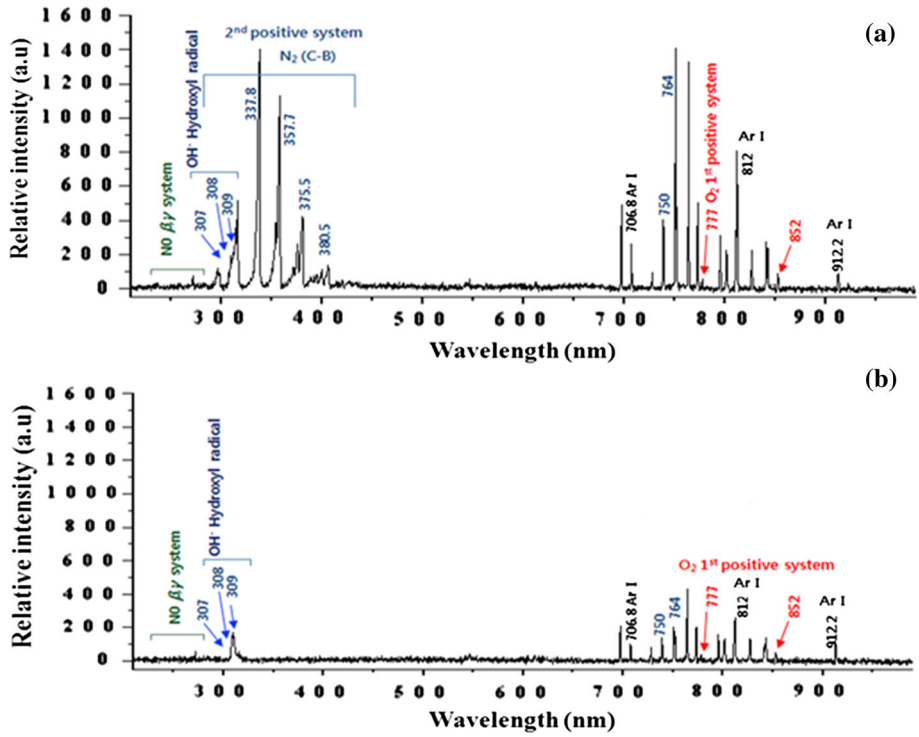 (a)
Relative intensity (a.u)
1600
1400
1200
1000
800
600
400
200
0
NO βγ system
OH⁻ Hydroxyl radical
307
308
309
2nd positive system
N₂ (C-B)
337.8
357.7
375.5
380.5
706.8 Ar I
750
764
777 O₂ 1st positive system
812
Ar I
852
Ar I
912.2
300 400 500 600 700 800 900
Wavelength (nm)
(b)
Relative intensity (a.u)
1600
1400
1200
1000
800
600
400
200
0
NO βγ system
OH⁻ Hydroxyl radical
307
308
309
706.8 Ar I
750
764
O₂ 1st positive system
777
Ar I
812
852
Ar I
912.2
300 400 500 600 700 800 900
Wavelength (nm)